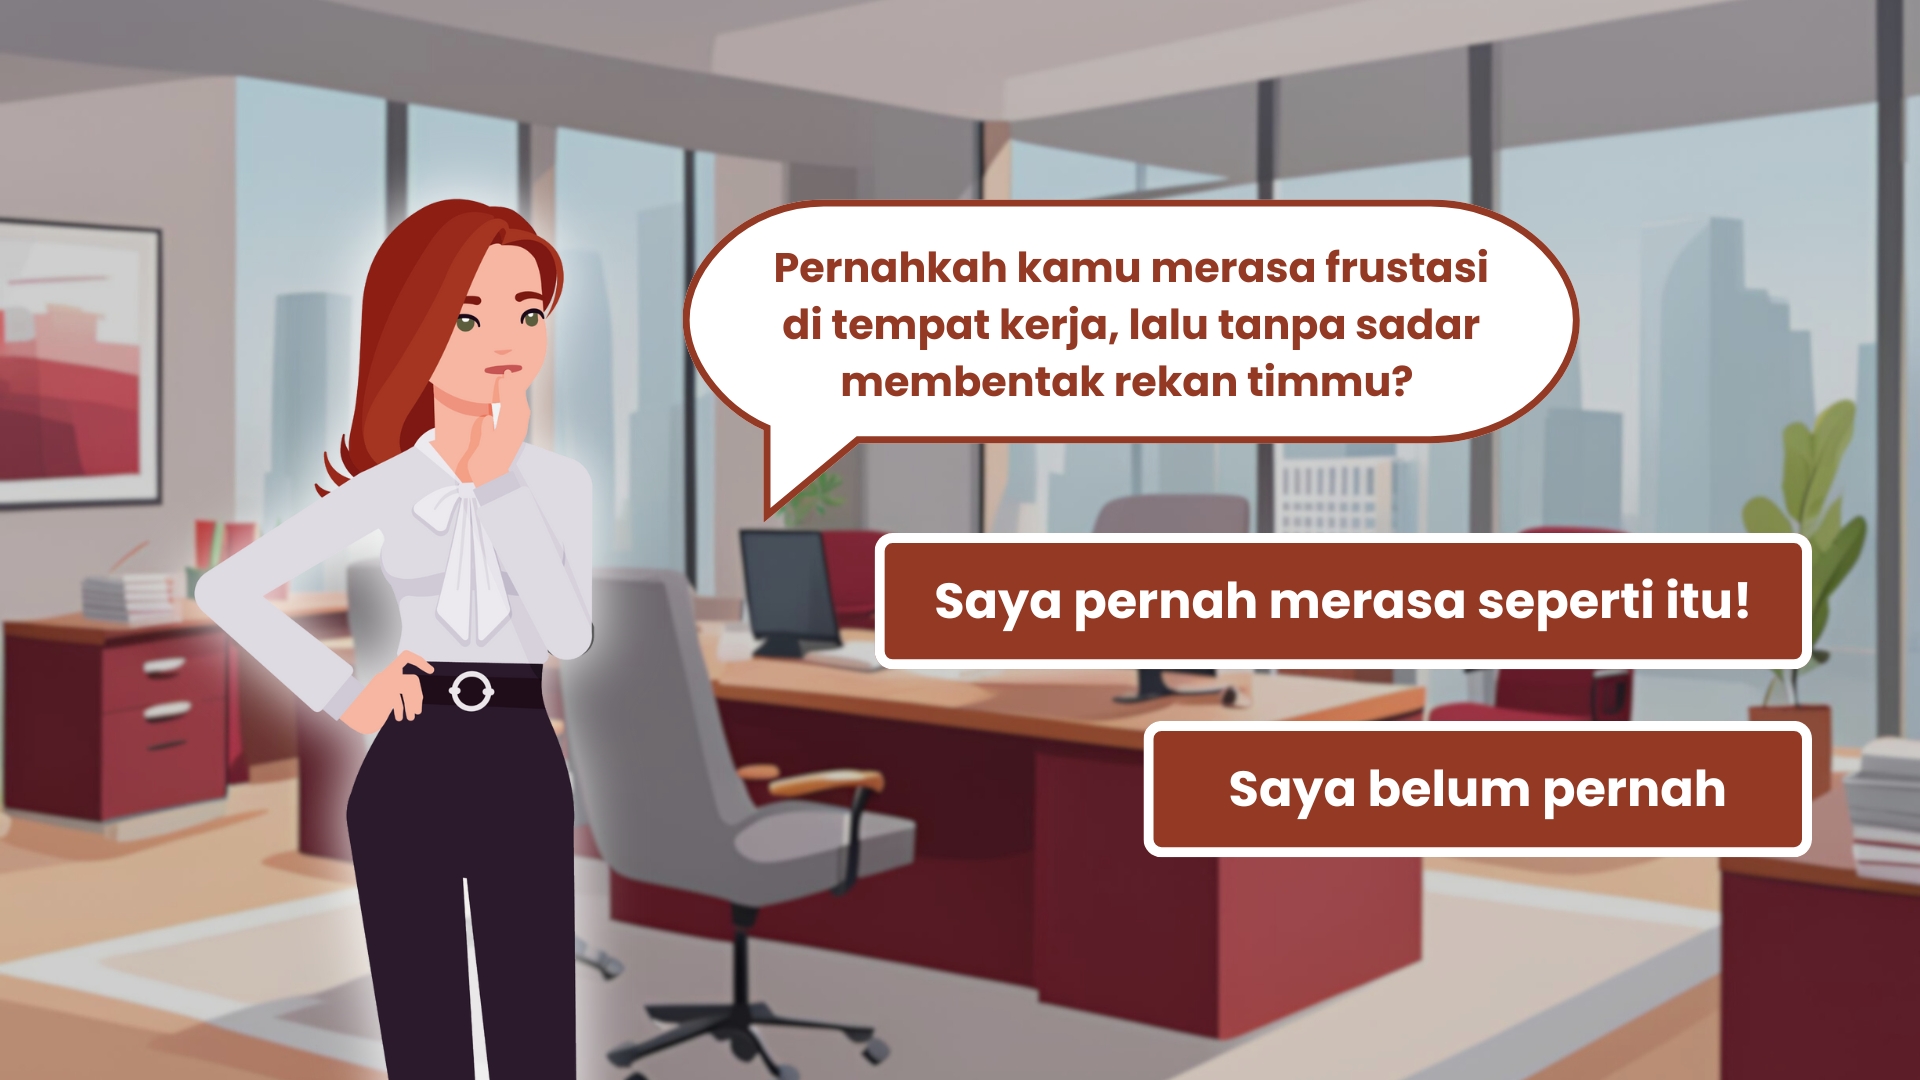 Pernahkah kamu merasa frustasi
di tempat kerja, lalu tanpa sadar
membentak rekan timmu?
Saya pernah merasa seperti itu!
Saya belum pernah